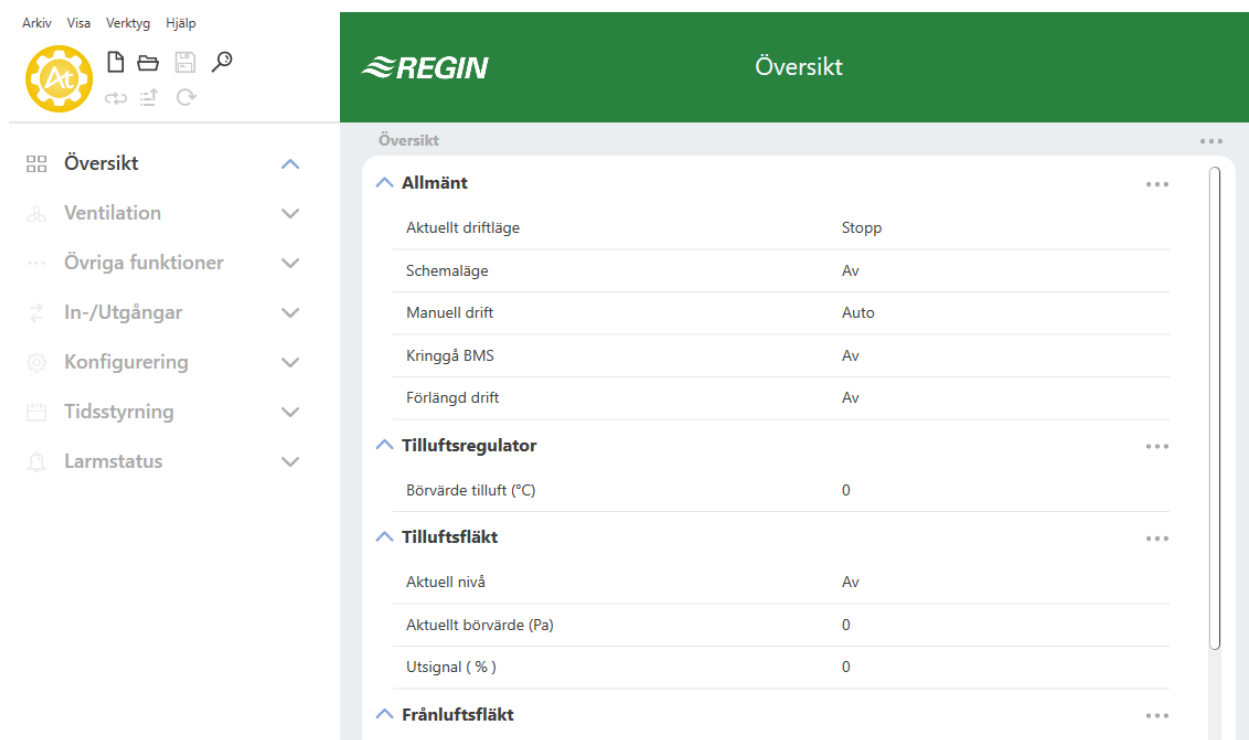 Arkiv Visa Verktyg Hjälp
At
REGIN
Översikt
Översikt
Översikt
Ventilation
Övriga funktioner
In-/Utgångar
Konfigurering
Tidsstyrning
Larmstatus
Allmänt
Aktuellt driftläge Stopp
Schemaläge Av
Manuell drift Auto
Kringgå BMS Av
Förlängd drift Av
Tilluftsregulator
Börvärde tilluft (°C) 0
Tilluftsfläkt
Aktuell nivå Av
Aktuellt börvärde (Pa) 0
Utsignal ( % ) 0
Frånluftsfläkt